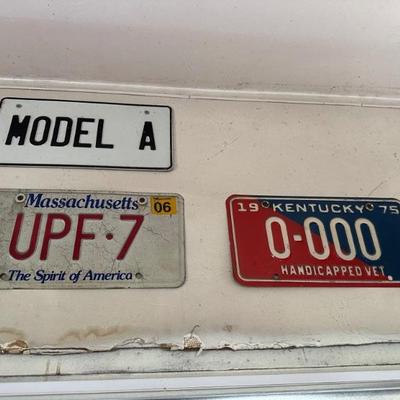 MODEL A
Massachusetts 06
UPF·7
The Spirit of America
19 KENTUCKY 75
0-000
HANDICAPPED VET.